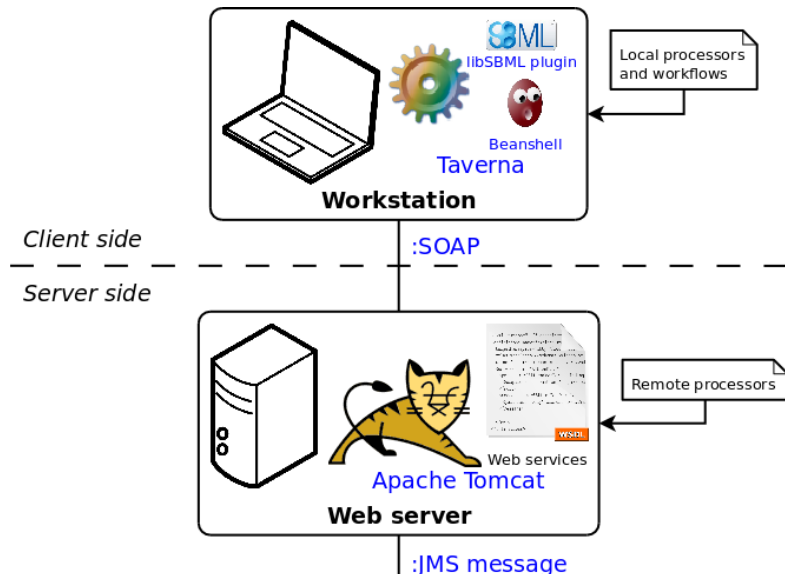 SBML
libSBML plugin
Beanshell
Taverna
Workstation
Local processors
and workflows
Client side
:SOAP
Server side
WSDL
Web services
Apache Tomcat
Web server
Remote processors
:JMS message